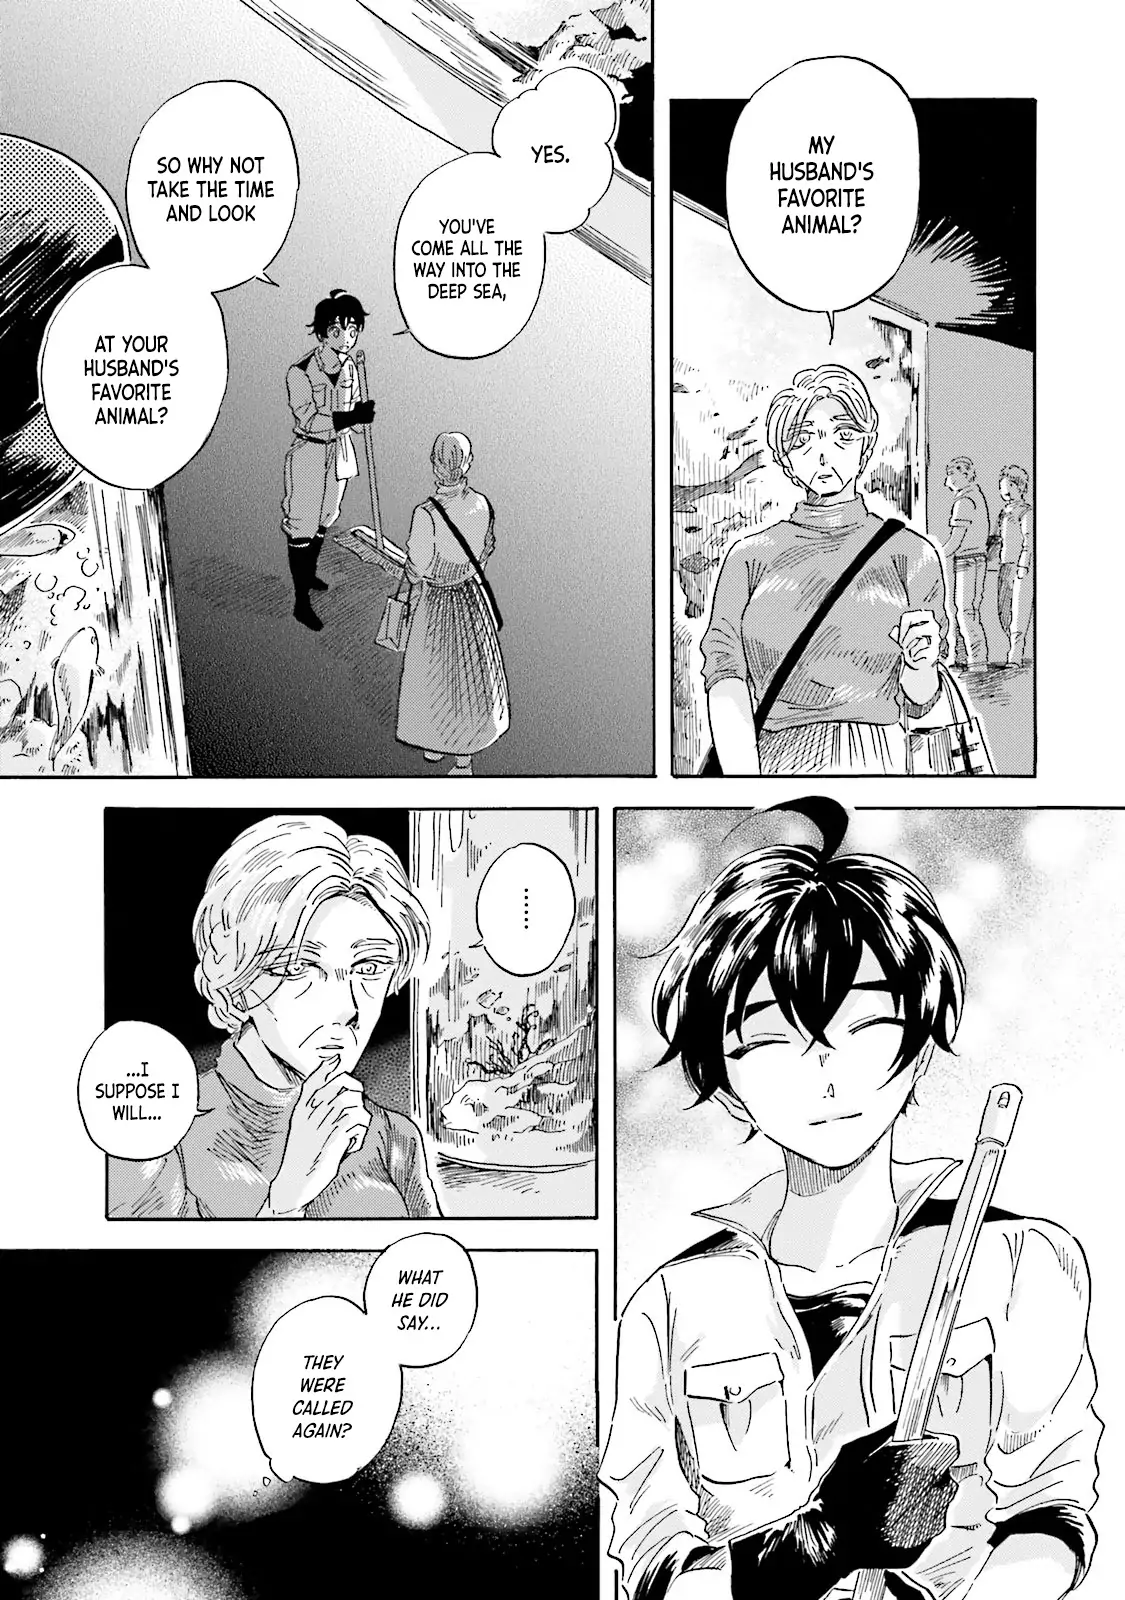 MY
HUSBAND'S
FAVORITE
ANIMAL?
YES.
YOU'VE
COME ALL THE
WAY INTO THE
DEEP SEA,
SO WHY NOT
TAKE THE TIME
AND LOOK
AT YOUR
HUSBAND'S
FAVORITE
ANIMAL?
......
...I
SUPPOSE I
WILL...
WHAT
HE DID
SAY...
THEY
WERE
CALLED
AGAIN?